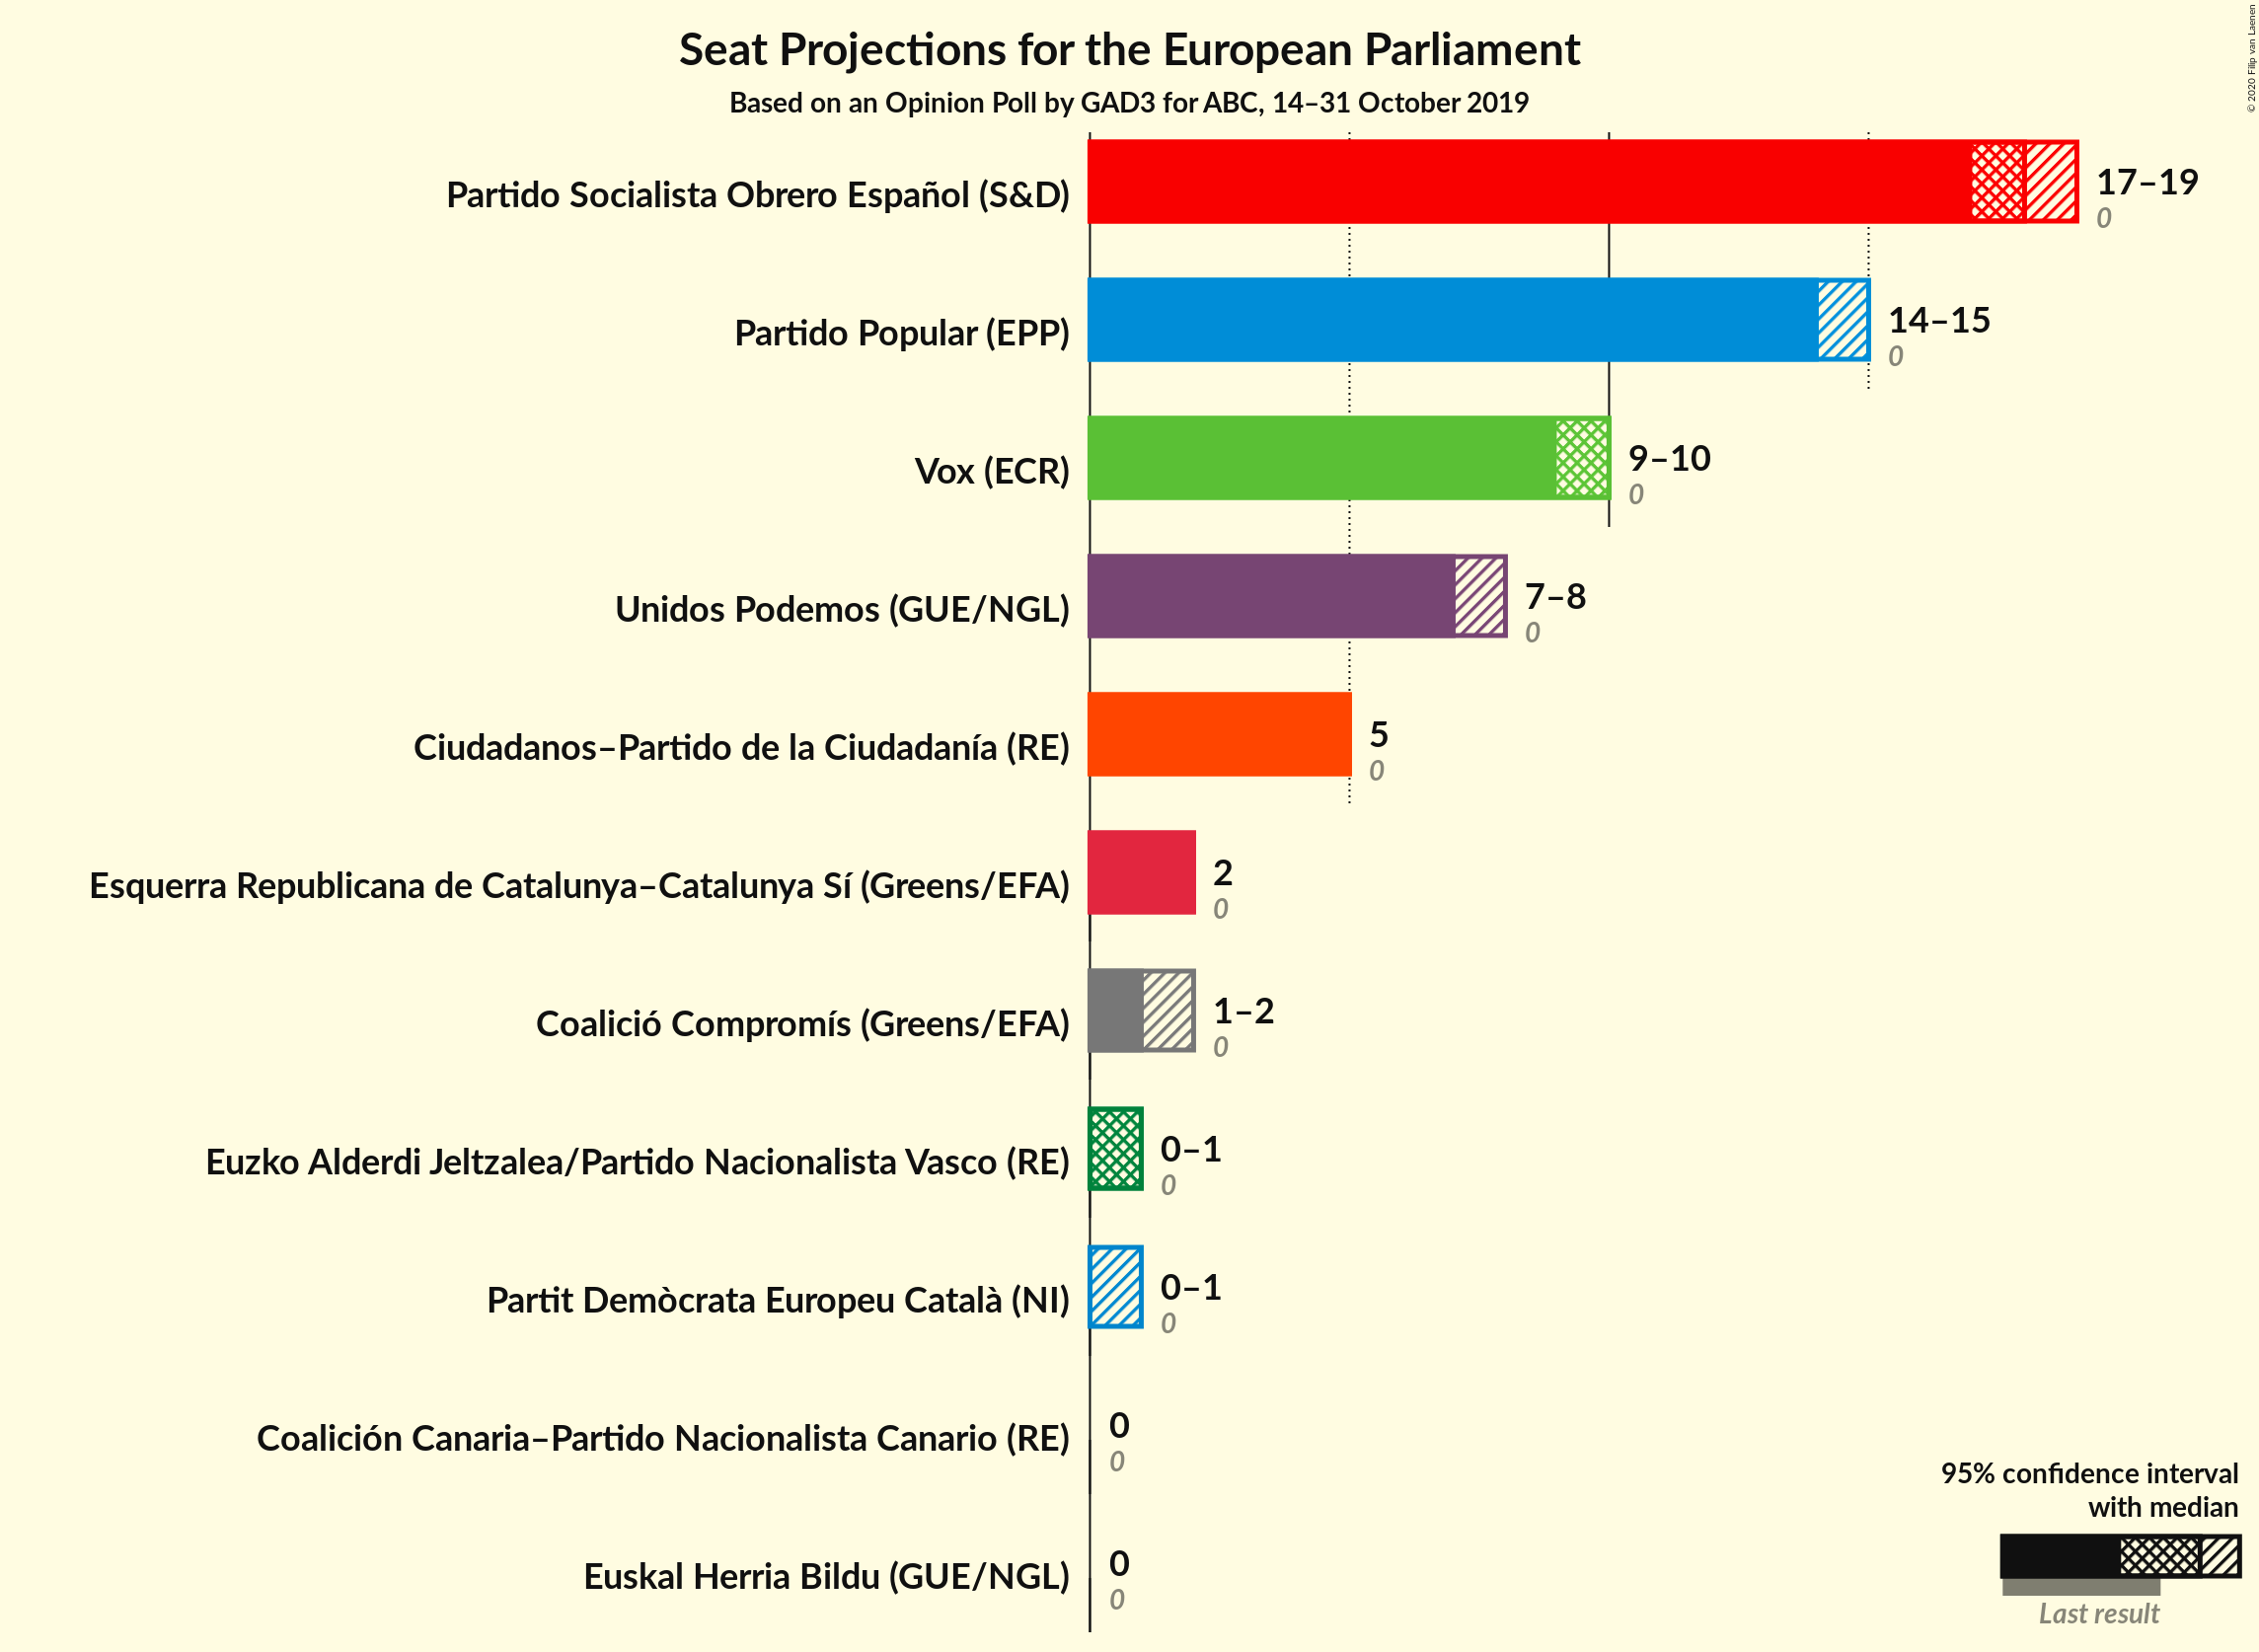 Seat Projections for the European Parliament
Based on an Opinion Poll by GAD3 for ABC, 14–31 October 2019
© 2020 Filip van Laenen
Partido Socialista Obrero Español (S&D)
17–19
0
Partido Popular (EPP)
14–15
0
Vox (ECR)
9–10
0
Unidos Podemos (GUE/NGL)
7–8
0
Ciudadanos–Partido de la Ciudadanía (RE)
5
0
Esquerra Republicana de Catalunya–Catalunya Sí (Greens/EFA)
2
0
Coalició Compromís (Greens/EFA)
1–2
0
Euzko Alderdi Jeltzalea/Partido Nacionalista Vasco (RE)
0–1
0
Partit Demòcrata Europeu Català (NI)
0–1
0
Coalición Canaria–Partido Nacionalista Canario (RE)
0
0
Euskal Herria Bildu (GUE/NGL)
0
0
95% confidence interval
with median
Last result